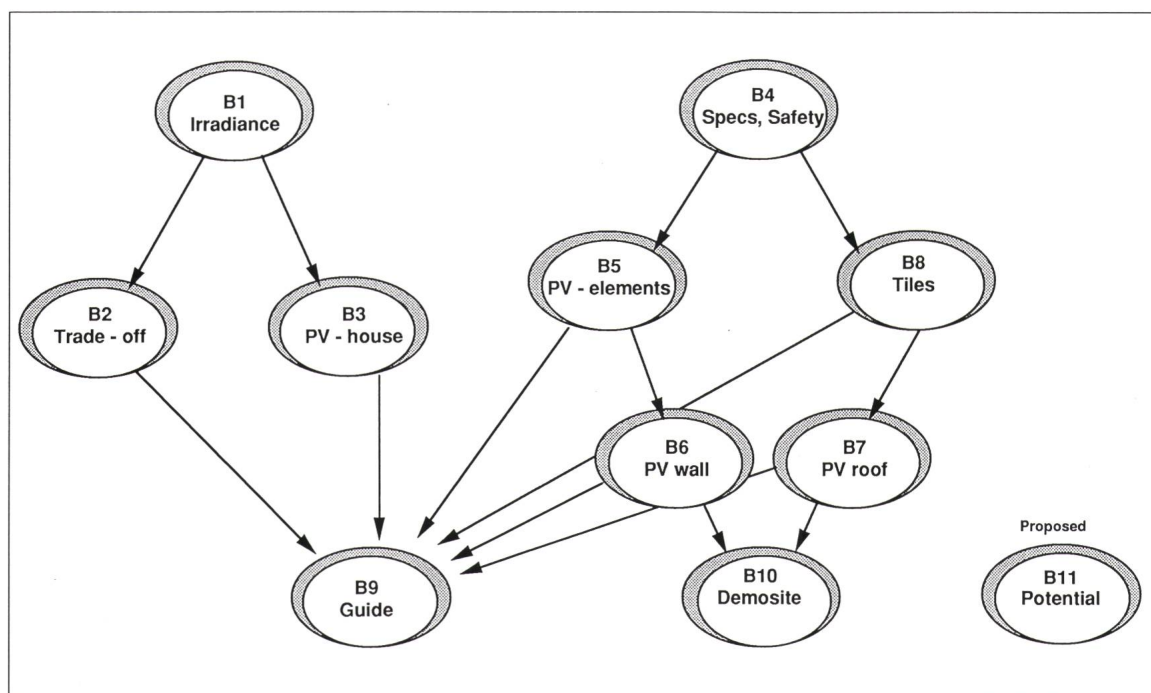 B1
Irradiance
B4
Specs, Safety
B5
PV - elements
B8
Tiles
B2
Trade - off
B3
PV - house
B6
PV wall
B7
PV roof
Proposed
B9
Guide
B10
Demosite
B11
Potential